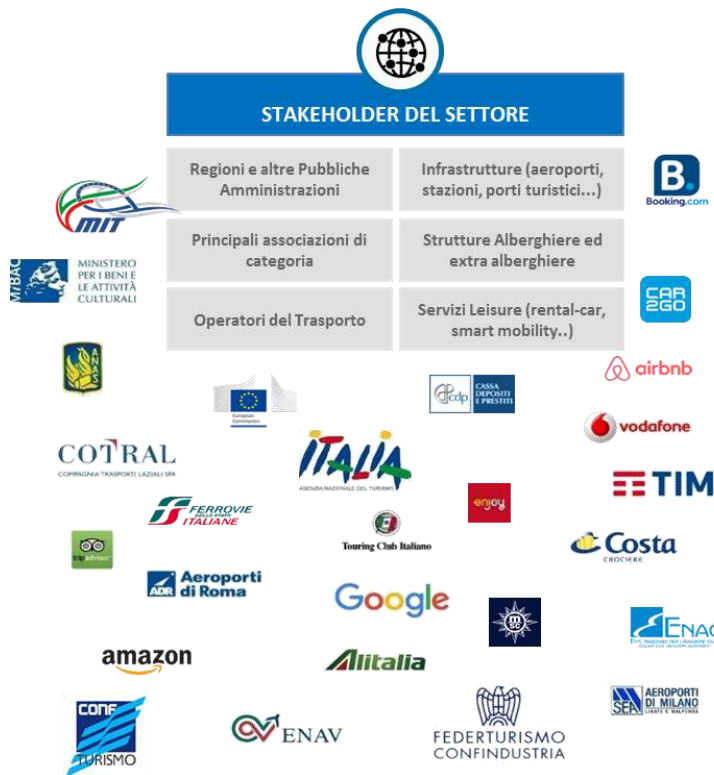 STAKEHOLDER DEL SETTORE
Regioni e altre Pubbliche
Amministrazioni
Infrastrutture (aeroporti,
stazioni, porti turistici...)
Principali associazioni di
categoria
Strutture Alberghiere ed
extra alberghiere
Operatori del Trasporto
Servizi Leisure (rental-car,
smart mobility..)
B.
Booking.com
MIT
MiBAC
MINISTERO
PER I BENI E
LE ATTIVITÀ
CULTURALI
CAR
2GO
ANAS
airbnb
European
Commission
cdp
CASSA
DEPOSITI
E PRESTITI
vodafone
COTRAL
COMPAGNIA TRASPORTI LAZIALI SPA
ITALIA
AGENZIA NAZIONALE DEL TURISMO
TIM
enjoy
FERROVIE
DELLO STATO
ITALIANE
Touring Club Italiano
tripadvisor
Costa
CROCIERE
ADR
Aeroporti
di Roma
Google
msc
ENAC
amazon
Alitalia
CONF
TURISMO
ENAV
FEDERTURISMO
CONFINDUSTRIA
SEA
AEROPORTI
DI MILANO
LINATE E MALPENSA